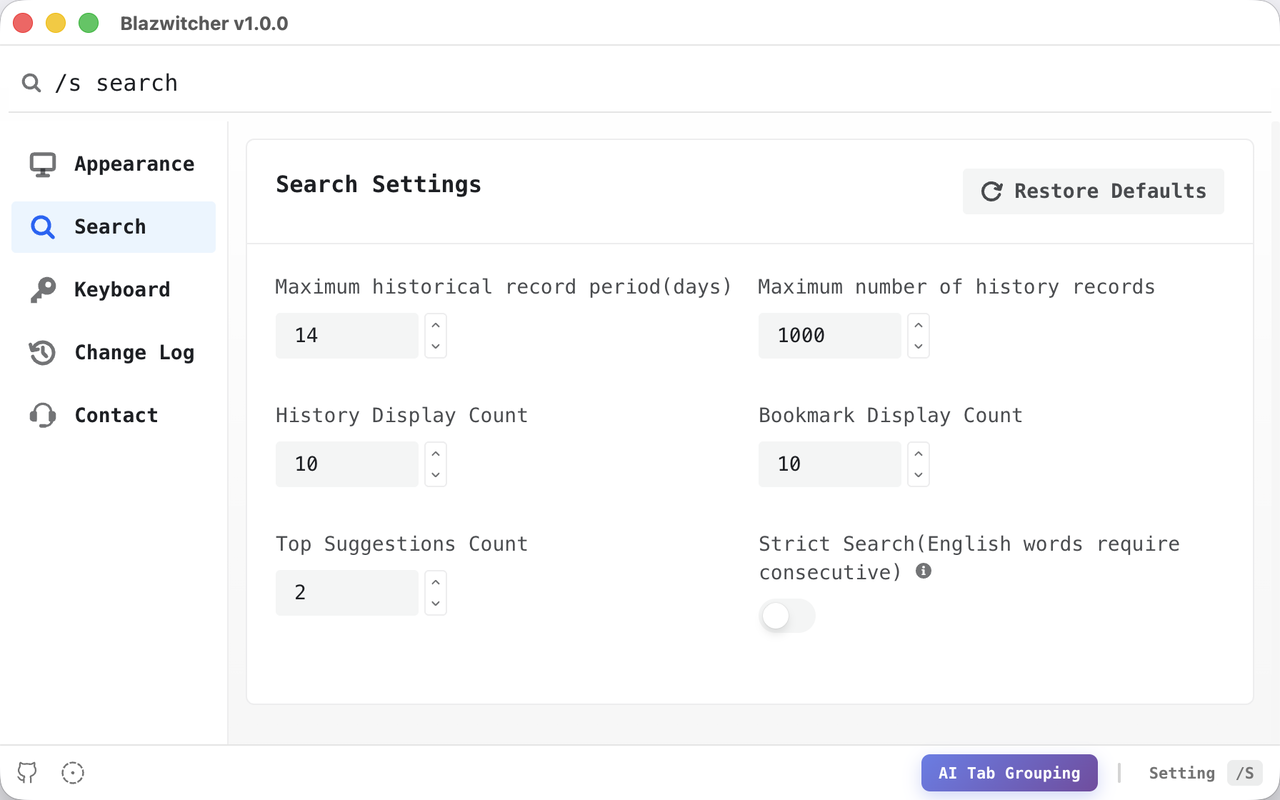 Blazwitcher v1.0.0
/s search
Appearance
Search
Keyboard
Change Log
Contact
Search Settings
Restore Defaults
Maximum historical record period(days)
Maximum number of history records
14
1000
History Display Count
Bookmark Display Count
10
10
Top Suggestions Count
Strict Search(English words require
consecutive)
2
AI Tab Grouping
Setting
/S